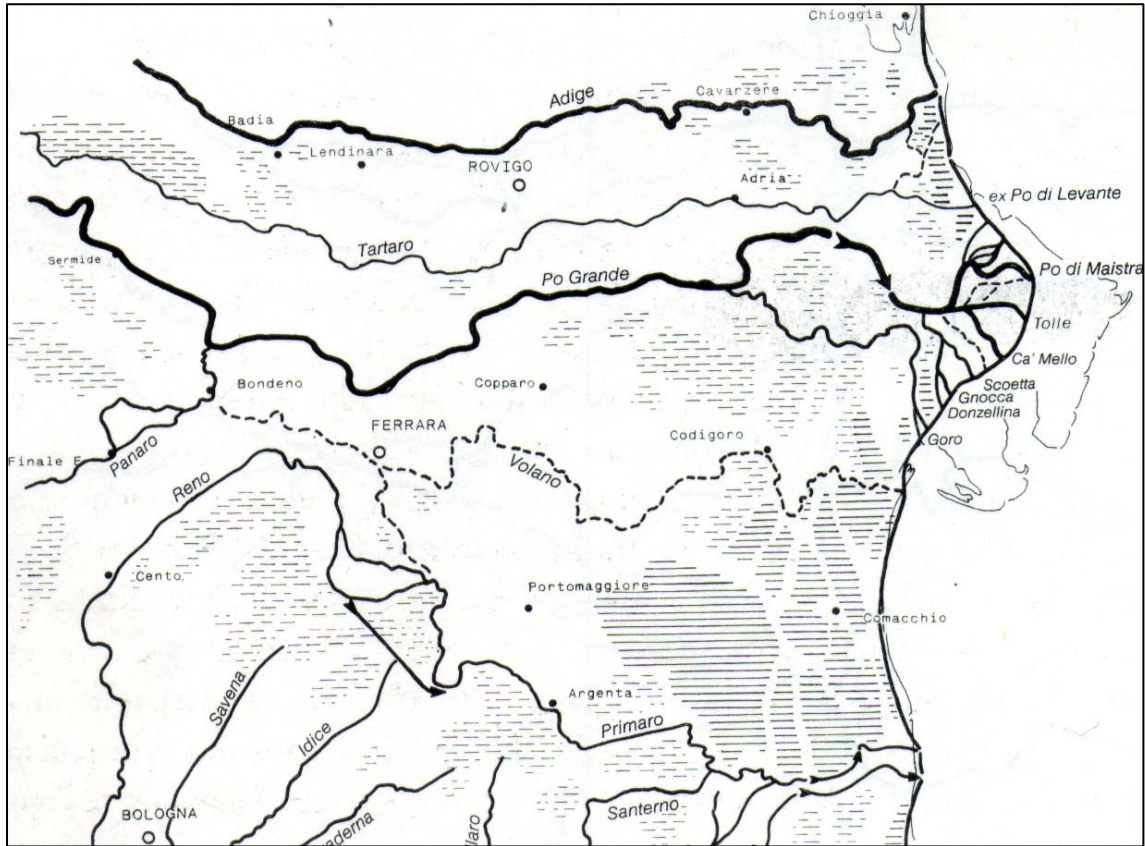 Chioggia
Adige
Cavarzere
Badia
Lendinara
ROVIGO
Adria
ex Po di Levante
Tartaro
Sermide
Po Grande
Po di Maistra
Tolle
Ca' Mello
Bondeno
Copparo
Scoetta
Gnocca
Donzellina
FERRARA
Codigoro
Goro
Finale E.
Panaro
Volano
Reno
Cento
Portomaggiore
Comacchio
Savena
Argenta
Idice
Primaro
Santerno
BOLOGNA
aderna
llaro